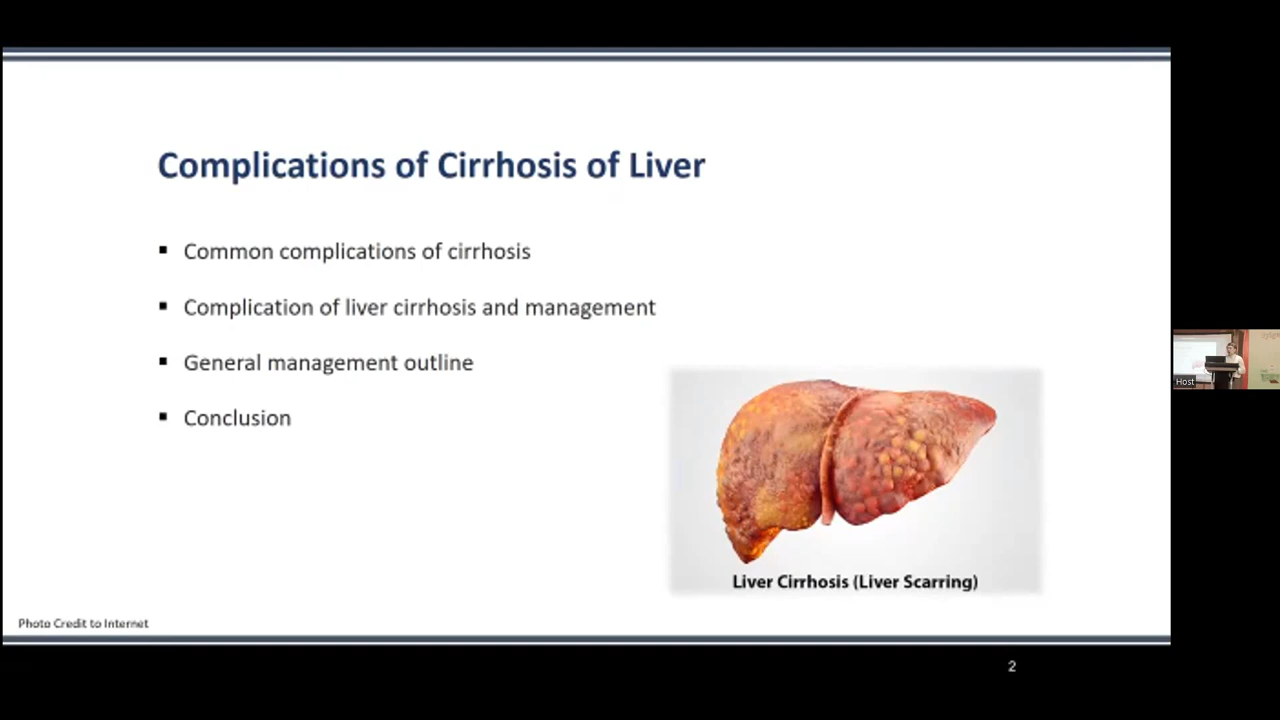 Complications of Cirrhosis of Liver
Common complications of cirrhosis
Complication of liver cirrhosis and management
General management outline
Conclusion
Liver Cirrhosis (Liver Scarring)
Photo Credit to Internet
2
Host